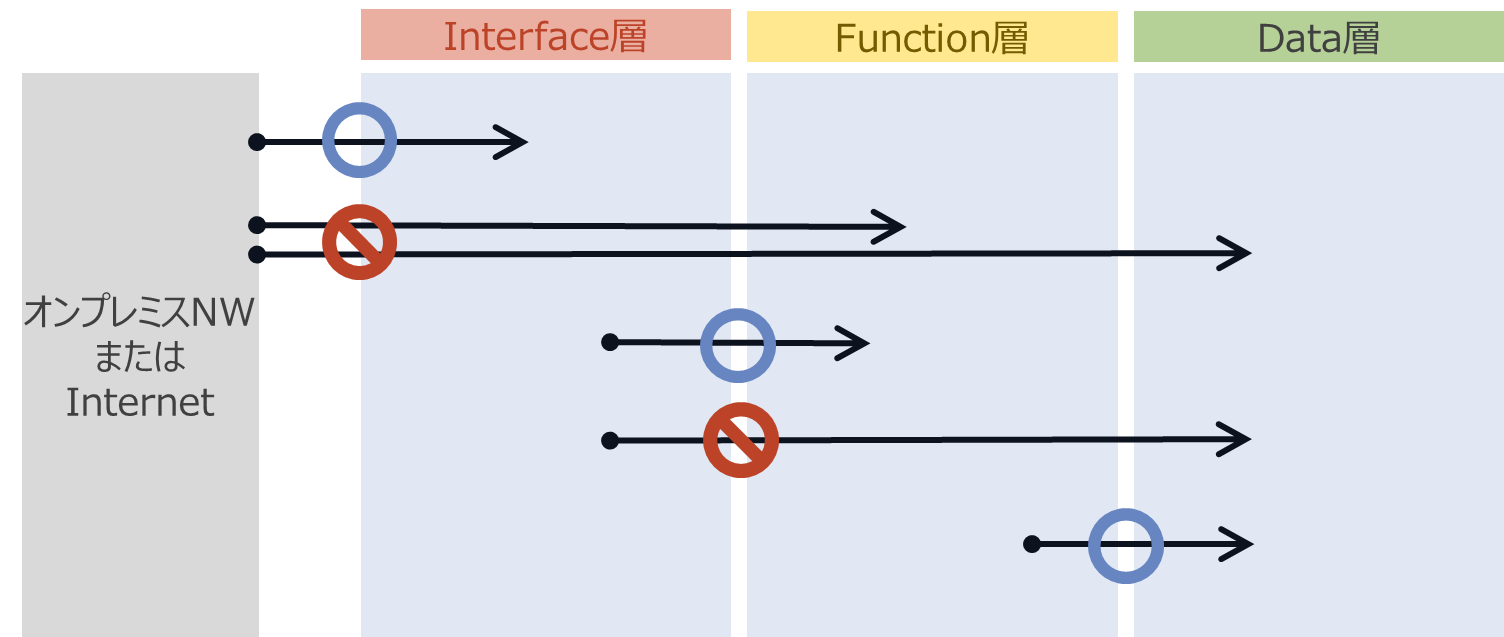 Interface層
Function層
Data層
オンプレミスNW
または
Internet